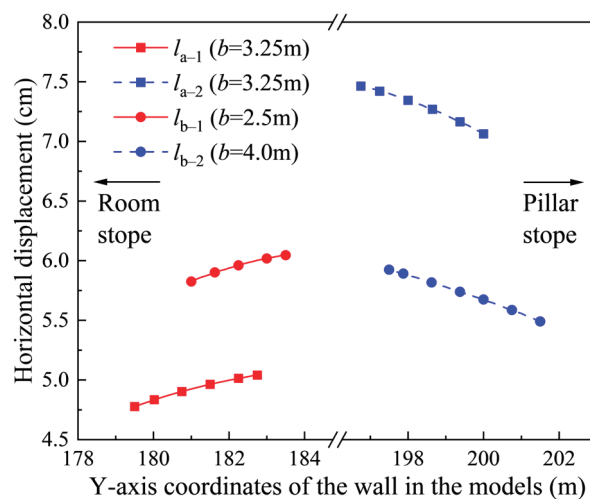 8.0
7.5
7.0
6.5
6.0
5.5
5.0
4.5
Horizontal displacement (cm)
l a–1 (b=3.25m)
l a–2 (b=3.25m)
l b–1 (b=2.5m)
l b–2 (b=4.0m)
Room
stope
Pillar
stope
178 180 182 184 198 200 202
Y-axis coordinates of the wall in the models (m)